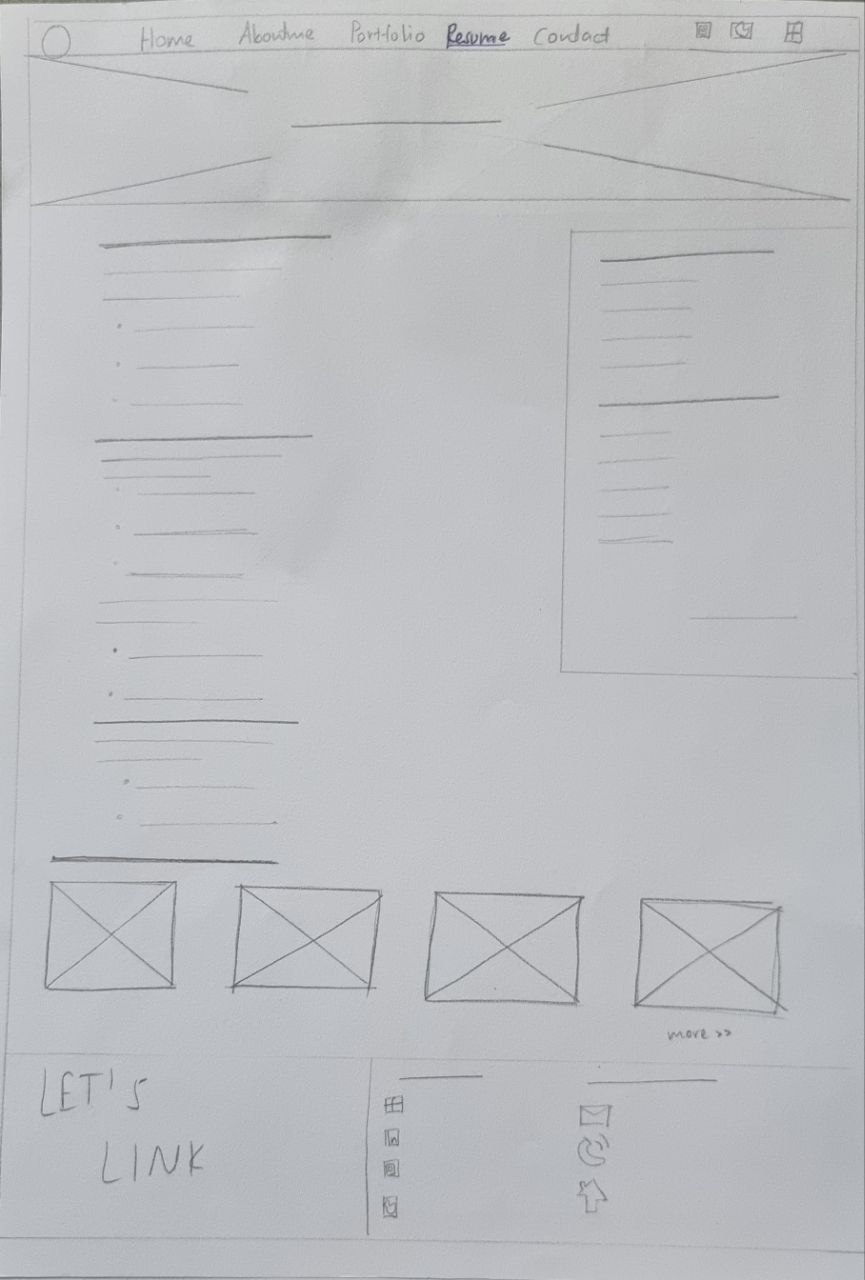 Home Aboutme Portfolio Resume Contact
more >>
LET'S
LINK